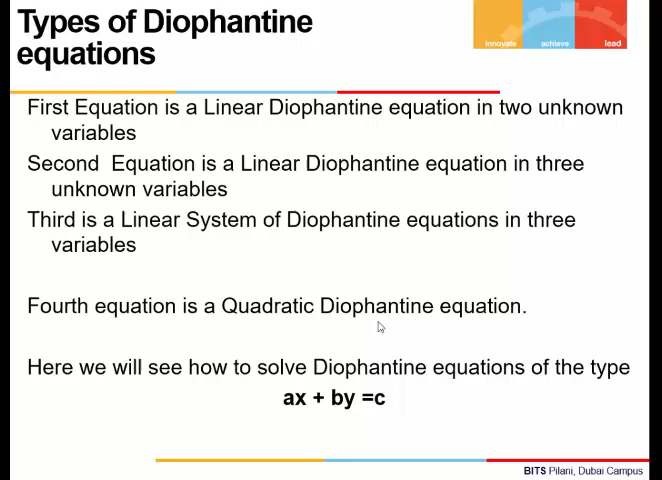 Types of Diophantine
equations
innovate achieve lead
First Equation is a Linear Diophantine equation in two unknown
variables
Second Equation is a Linear Diophantine equation in three
unknown variables
Third is a Linear System of Diophantine equations in three
variables
Fourth equation is a Quadratic Diophantine equation.
Here we will see how to solve Diophantine equations of the type
ax + by =c
BITS Pilani, Dubai Campus